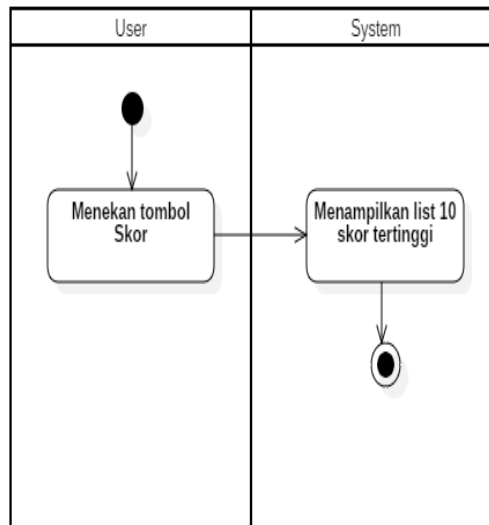 User
System
Menekan tombol
Skor
Menampilkan list 10
skor tertinggi